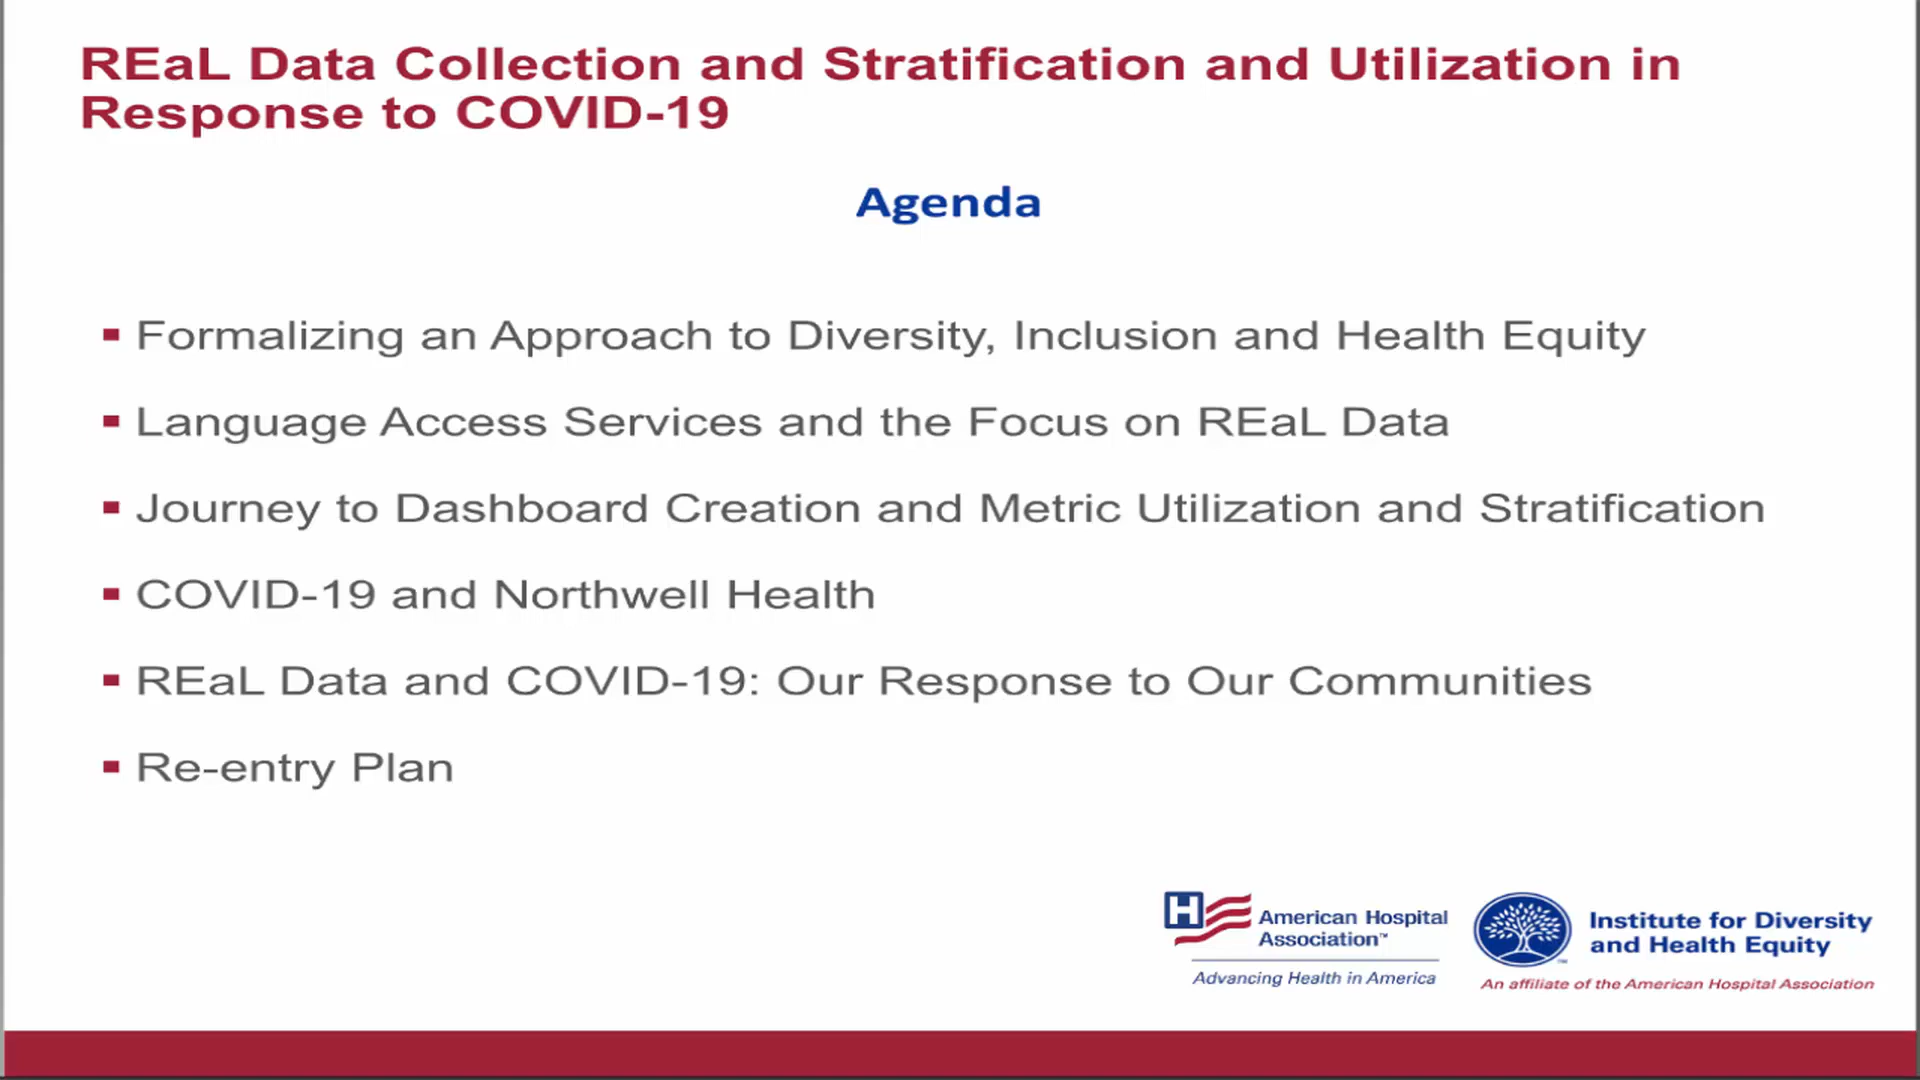 REaL Data Collection and Stratification and Utilization in
Response to COVID-19
Agenda
Formalizing an Approach to Diversity, Inclusion and Health Equity
Language Access Services and the Focus on REaL Data
Journey to Dashboard Creation and Metric Utilization and Stratification
COVID-19 and Northwell Health
REaL Data and COVID-19: Our Response to Our Communities
Re-entry Plan
H
American Hospital
Association™
Advancing Health in America
Institute for Diversity
and Health Equity
An affiliate of the American Hospital Association